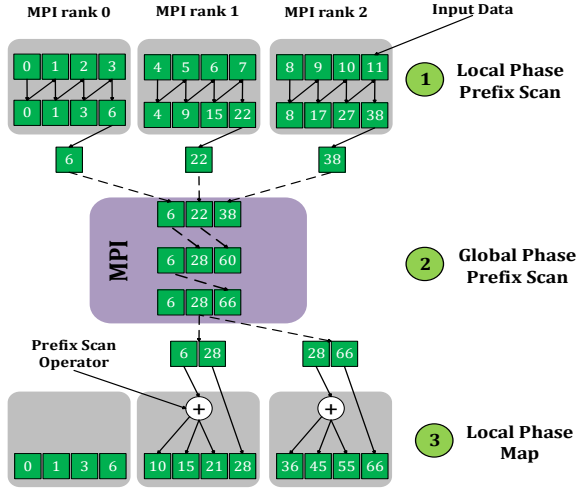 MPI rank 0 MPI rank 1 MPI rank 2 Input Data
0 1 2 3 4 5 6 7 8 9 10 11
1 Local Phase
Prefix Scan
0 1 3 6 4 9 15 22 8 17 27 38
6 22 38
6 22 38
MPI
6 28 60
2 Global Phase
Prefix Scan
6 28 66
Prefix Scan
Operator
6 28 28 66
+ +
3 Local Phase
Map
0 1 3 6 10 15 21 28 36 45 55 66